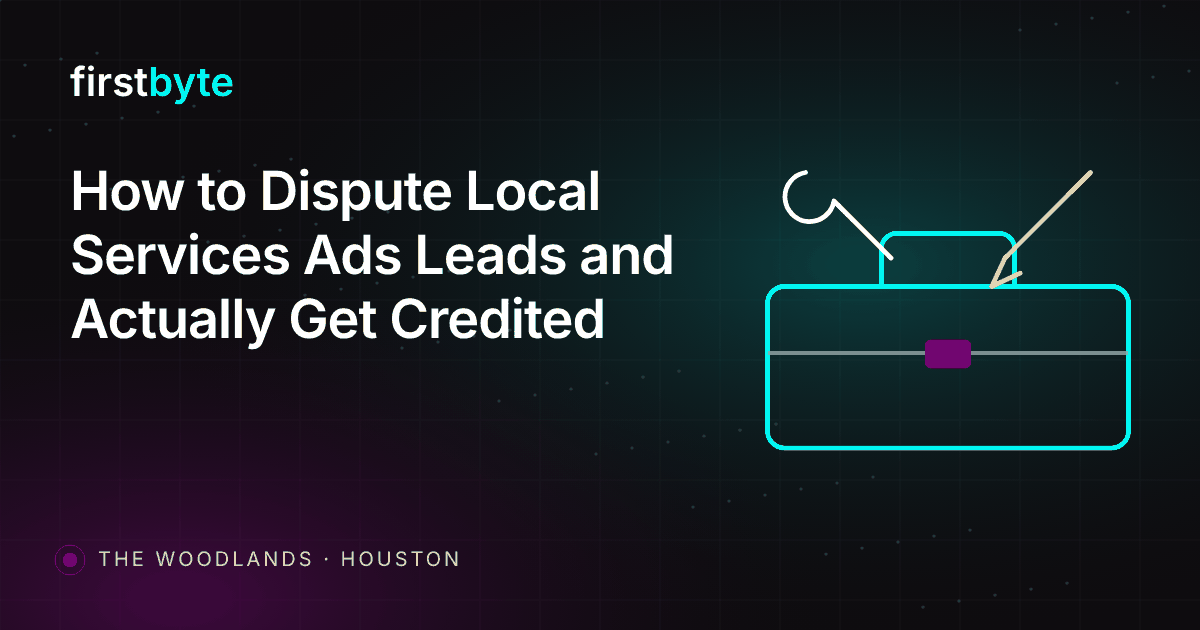 firstbyte
How to Dispute Local
Services Ads Leads and
Actually Get Credited
THE WOODLANDS · HOUSTON